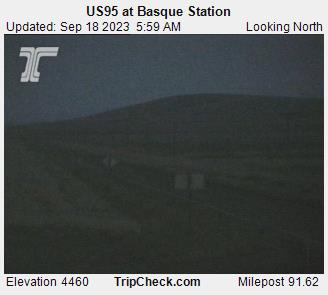 US95 at Basque Station
Updated: Sep 18 2023 5:59 AM Looking North
Elevation 4460 TripCheck.com Milepost 91.62